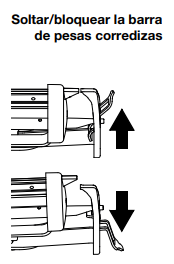 Soltar/bloquear la barra
de pesas corredizas